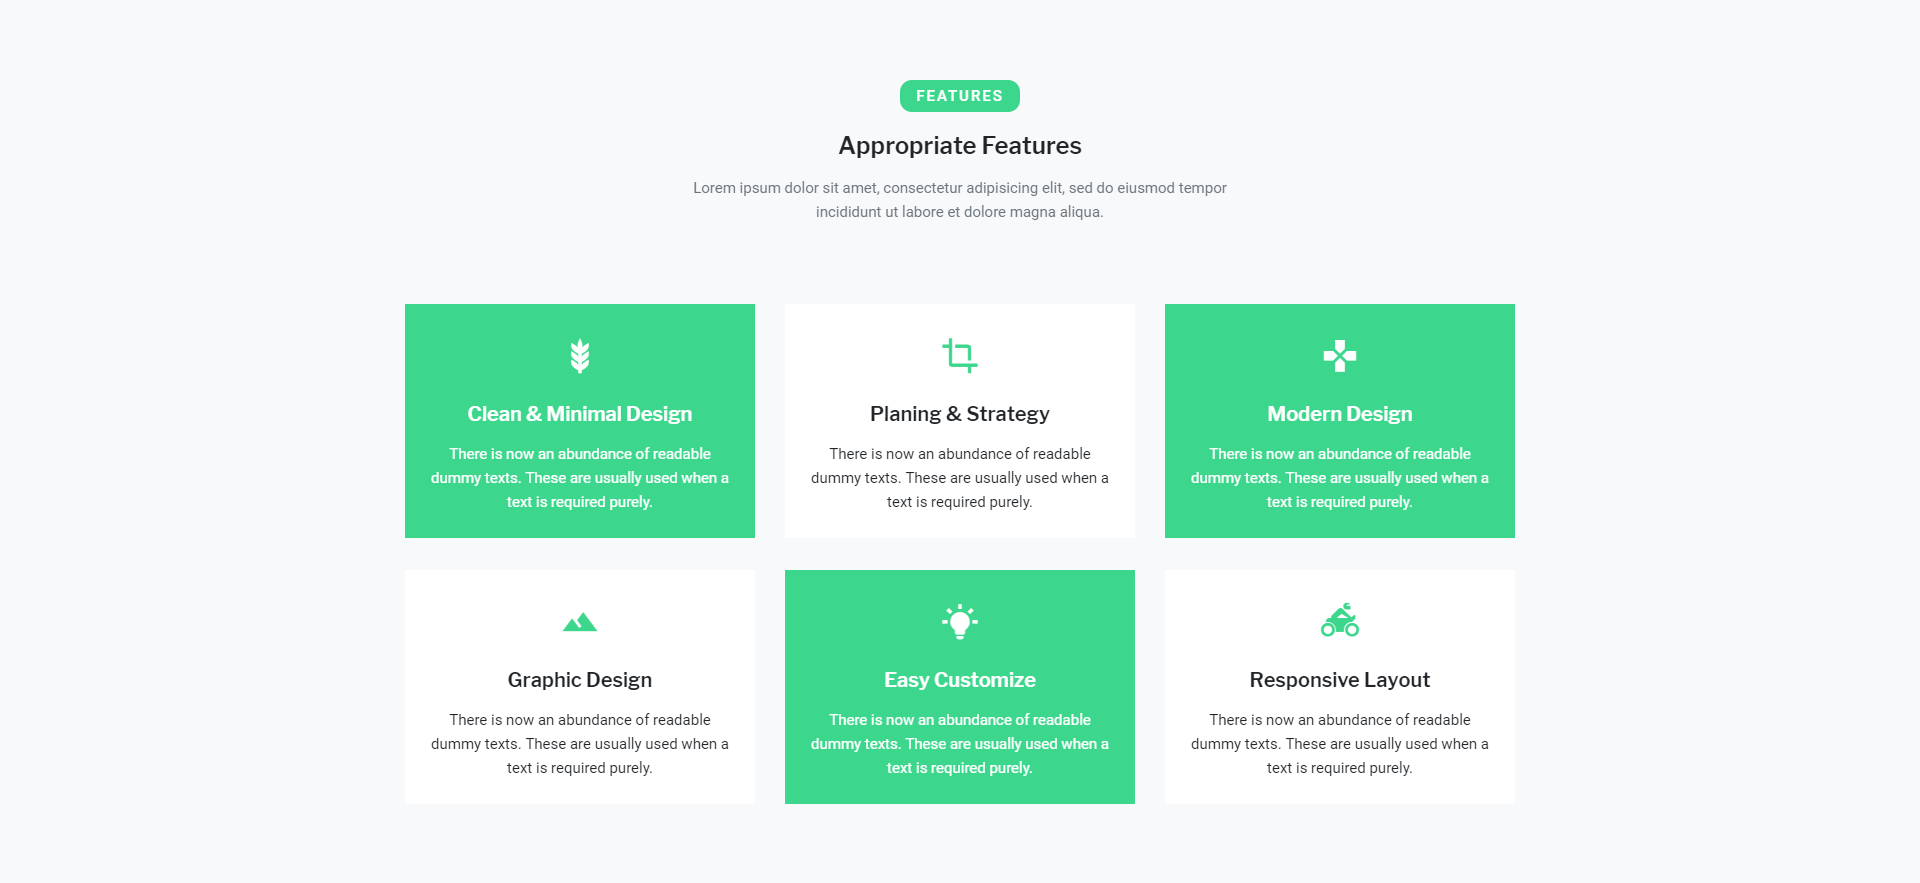 FEATURES
Appropriate Features
Lorem ipsum dolor sit amet, consectetur adipisicing elit, sed do eiusmod tempor
incididunt ut labore et dolore magna aliqua.
Clean & Minimal Design
There is now an abundance of readable
dummy texts. These are usually used when a
text is required purely.
Planing & Strategy
There is now an abundance of readable
dummy texts. These are usually used when a
text is required purely.
Modern Design
There is now an abundance of readable
dummy texts. These are usually used when a
text is required purely.
Graphic Design
There is now an abundance of readable
dummy texts. These are usually used when a
text is required purely.
Easy Customize
There is now an abundance of readable
dummy texts. These are usually used when a
text is required purely.
Responsive Layout
There is now an abundance of readable
dummy texts. These are usually used when a
text is required purely.